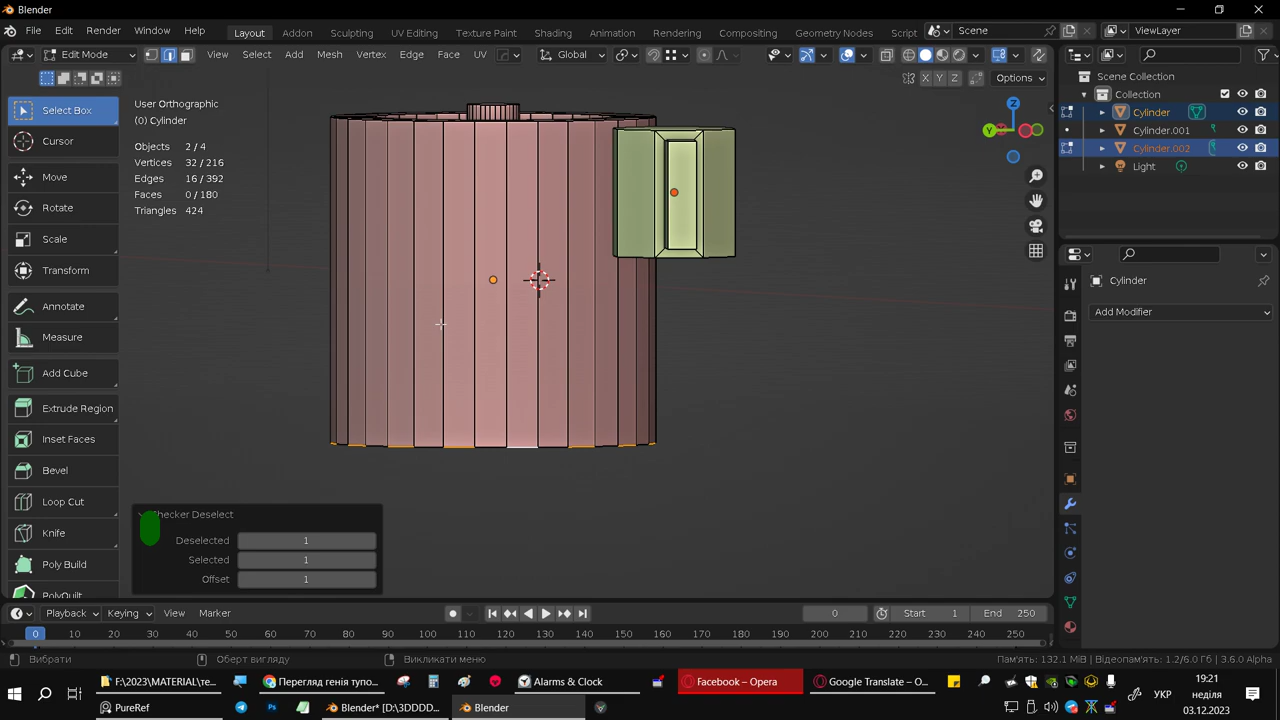 Blender
File Edit Render Window Help Layout Addon Sculpting UV Editing Texture Paint Shading Animation Rendering Compositing Geometry Nodes Script Scene ViewLayer
Edit Mode View Select Add Mesh Vertex Edge Face UV Global
Options
Select Box
Cursor
Move
Rotate
Scale
Transform
Annotate
Measure
Add Cube
Extrude Region
Inset Faces
Bevel
Loop Cut
Knife
Poly Build
PolyQuilt
User Orthographic
(0) Cylinder
Objects 2/4
Vertices 32/216
Edges 16/392
Faces 0/180
Triangles 424
Z
Y
X Y Z
Checker Deselect
Deselected 1
Selected 1
Offset 1
Scene Collection
Collection
Cylinder
Cylinder.001
Cylinder.002
Light
Cylinder
Add Modifier
Playback Keying View Marker 0 Start 1 End 250
0 10 20 30 40 50 60 70 80 90 100 110 120 130 140 150 160 170 180 190 200 210 220 230 240 250
Вибрати Оберт вигляду Викликати меню Пам'ять: 132.1 MiB | Відеопам'ять: 1.2/6.0 Гб | 3.6.0 Alpha
F:\2023\MATERIAL\те... Перегляд генія тупо... Alarms & Clock Facebook – Opera Google Translate – O...
PureRef Blender* [D:\3DDDD... Blender
УКР
19:21
неділя
03.12.2023